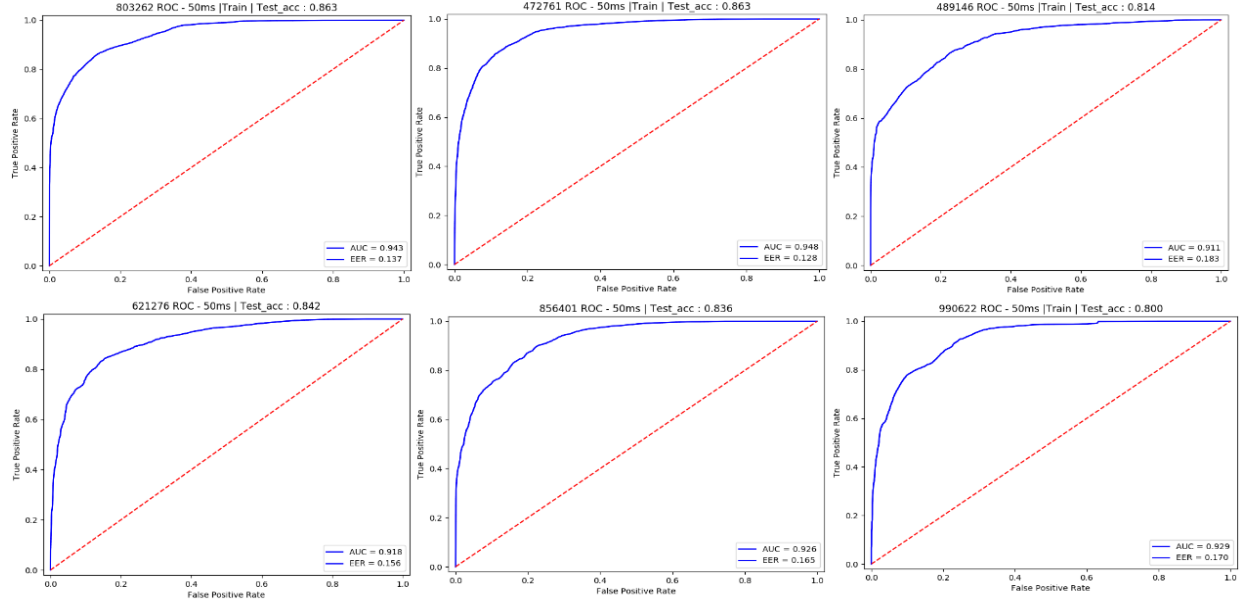 803262 ROC - 50ms |Train | Test_acc : 0.863
1.0
0.8
0.6
0.4
0.2
0.0
True Positive Rate
AUC = 0.943
EER = 0.137
0.0 0.2 0.4 0.6 0.8 1.0
False Positive Rate
472761 ROC - 50ms |Train | Test_acc : 0.863
1.0
0.8
0.6
0.4
0.2
0.0
True Positive Rate
AUC = 0.948
EER = 0.128
0.0 0.2 0.4 0.6 0.8 1.0
False Positive Rate
489146 ROC - 50ms |Train | Test_acc : 0.814
1.0
0.8
0.6
0.4
0.2
0.0
True Positive Rate
AUC = 0.911
EER = 0.183
0.0 0.2 0.4 0.6 0.8 1.0
False Positive Rate
621276 ROC - 50ms | Test_acc : 0.842
1.0
0.8
0.6
0.4
0.2
0.0
True Positive Rate
AUC = 0.918
EER = 0.156
0.0 0.2 0.4 0.6 0.8 1.0
False Positive Rate
856401 ROC - 50ms | Test_acc : 0.836
1.0
0.8
0.6
0.4
0.2
0.0
True Positive Rate
AUC = 0.926
EER = 0.165
0.0 0.2 0.4 0.6 0.8 1.0
False Positive Rate
990622 ROC - 50ms |Train | Test_acc : 0.800
1.0
0.8
0.6
0.4
0.2
0.0
True Positive Rate
AUC = 0.929
EER = 0.170
0.0 0.2 0.4 0.6 0.8 1.0
False Positive Rate